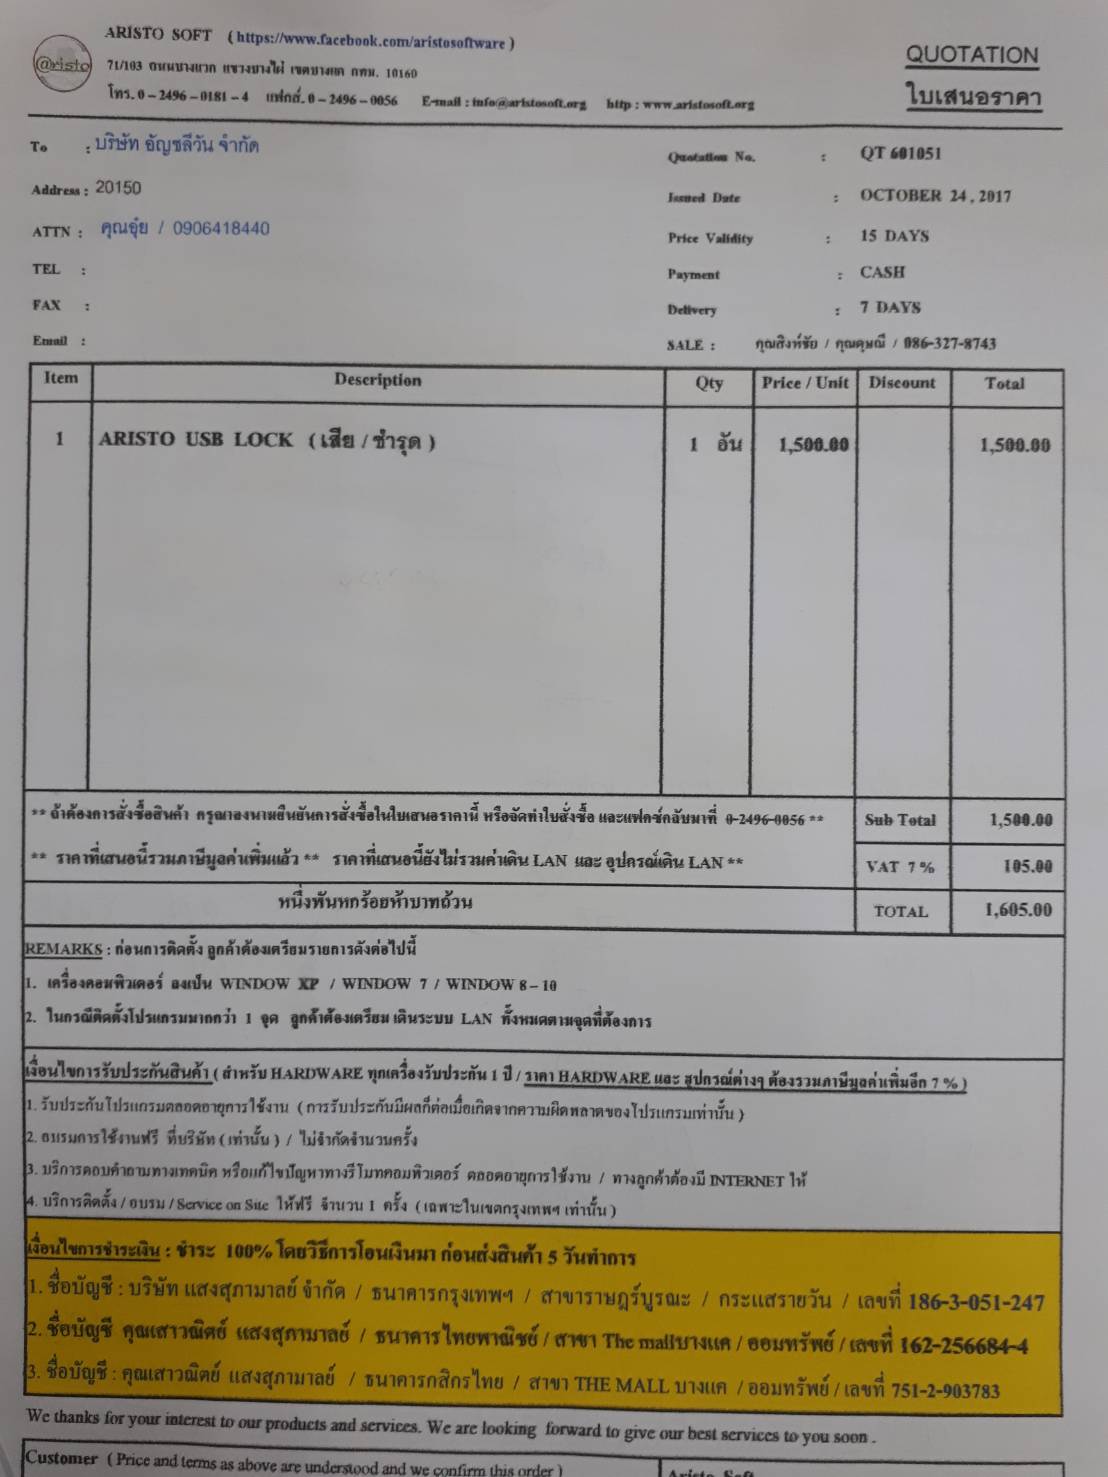 ARISTO SOFT ( https://www.facebook.com/aristosoftware )
@aristo
71/103 ถนนบางแวก แขวงบางไผ่ เขตบางแค กทม. 10160
โทร. 0 – 2496 – 0181 – 4 แฟกส์. 0 – 2496 – 0056 E-mail : info@aristosoft.org http : www.aristosoft.org
QUOTATION
ใบเสนอราคา
To : บริษัท อัญชลีวัน จำกัด
Address : 20150
ATTN : คุณอุ๋ย / 0906418440
TEL :
FAX :
Email :
Quotation No. : QT 601051
Issued Date : OCTOBER 24 , 2017
Price Validity : 15 DAYS
Payment : CASH
Delivery : 7 DAYS
SALE : คุณสิงห์ชัย / คุณดุษณี / 086-327-8743
Item Description Qty Price / Unit Discount Total
1 ARISTO USB LOCK ( เสีย / ชำรุด ) 1 อัน 1,500.00 1,500.00
** ถ้าต้องการสั่งซื้อสินค้า กรุณาลงนามยืนยันการสั่งซื้อในใบเสนอราคานี้ หรือจัดทำใบสั่งซื้อ และแฟคซ์กลับมาที่ 0-2496-0056 ** Sub Total 1,500.00
** ราคาที่เสนอนี้รวมภาษีมูลค่าเพิ่มแล้ว ** ราคาที่เสนอนี้ยังไม่รวมค่าเดิน LAN และ อุปกรณ์เดิน LAN ** VAT 7 % 105.00
หนึ่งพันหกร้อยห้าบาทถ้วน TOTAL 1,605.00
REMARKS : ก่อนการติดตั้ง ลูกค้าต้องเตรียมรายการดังต่อไปนี้
1. เครื่องคอมพิวเตอร์ ลงเป็น WINDOW XP / WINDOW 7 / WINDOW 8 – 10
2. ในกรณีติดตั้งโปรแกรมมากกว่า 1 จุด ลูกค้าต้องเตรียม เดินระบบ LAN ทั้งหมดตามจุดที่ต้องการ
เงื่อนไขการรับประกันสินค้า ( สำหรับ HARDWARE ทุกเครื่องรับประกัน 1 ปี / ราคา HARDWARE และ อุปกรณ์ต่างๆ ต้องรวมภาษีมูลค่าเพิ่มอีก 7 % )
1. รับประกันโปรแกรมตลอดอายุการใช้งาน ( การรับประกันมีผลก็ต่อเมื่อเกิดจากความผิดพลาดของโปรแกรมเท่านั้น )
2. อบรมการใช้งานฟรี ที่บริษัท ( เท่านั้น ) / ไม่จำกัดจำนวนครั้ง
3. บริการตอบคำถามทางเทคนิค หรือแก้ไขปัญหาทางรีโมทคอมพิวเตอร์ ตลอดอายุการใช้งาน / ทางลูกค้าต้องมี INTERNET ให้
4. บริการติดตั้ง / อบรม / Service on Site ให้ฟรี จำนวน 1 ครั้ง ( เฉพาะในเขตกรุงเทพฯ เท่านั้น )
เงื่อนไขการชำระเงิน : ชำระ 100% โดยวิธีการโอนเงินมา ก่อนส่งสินค้า 5 วันทำการ
1. ชื่อบัญชี : บริษัท แสงสุภามาลย์ จำกัด / ธนาคารกรุงเทพฯ / สาขาราษฎร์บูรณะ / กระแสรายวัน / เลขที่ 186-3-051-247
2. ชื่อบัญชี คุณเสาวณิตย์ แสงสุภามาลย์ / ธนาคาร ไทยพาณิชย์ / สาขา The mallบางแค / ออมทรัพย์ / เลขที่ 162-256684-4
3. ชื่อบัญชี : คุณเสาวณิตย์ แสงสุภามาลย์ / ธนาคารกสิกรไทย / สาขา THE MALL บางแค / ออมทรัพย์ / เลขที่ 751-2-903783
We thanks for your interest to our products and services. We are looking forward to give our best services to you soon .
Customer ( Price and terms as above are understood and we confirm this order )
Aristo Soft